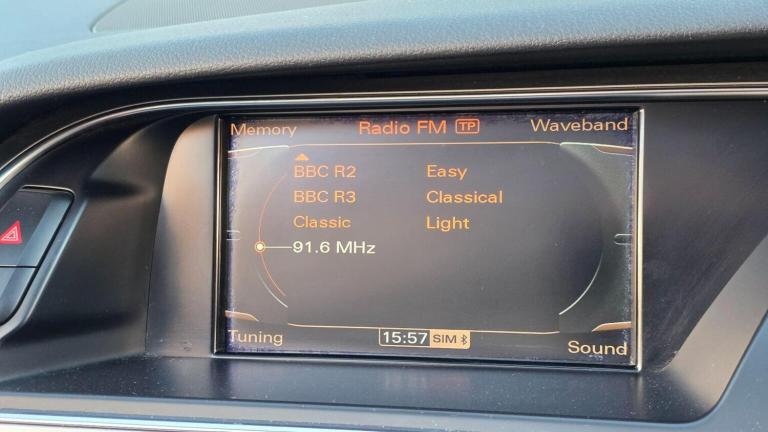 Memory Radio FM TP Waveband
BBC R2 Easy
BBC R3 Classical
Classic Light
91.6 MHz
Tuning 15:57 SIM Sound